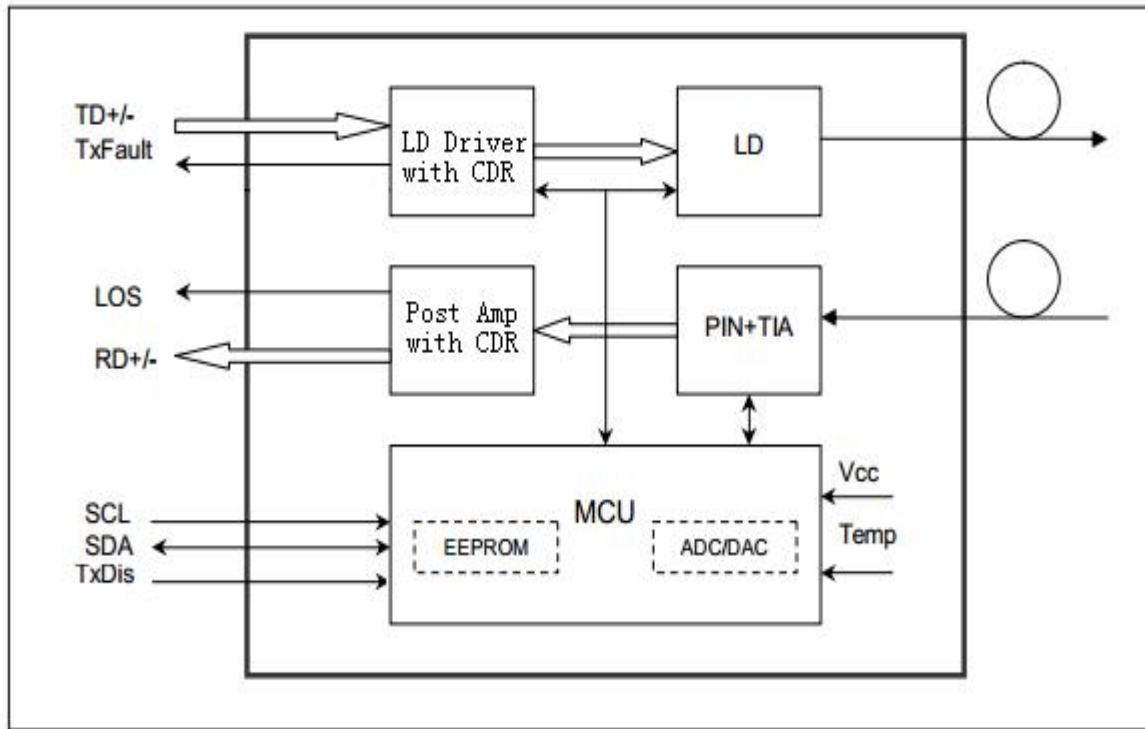 TD+/-
TxFault
LD Driver
with CDR
LD
LOS
RD+/-
Post Amp
with CDR
PIN+TIA
SCL
SDA
TxDis
MCU
EEPROM
ADC/DAC
Vcc
Temp